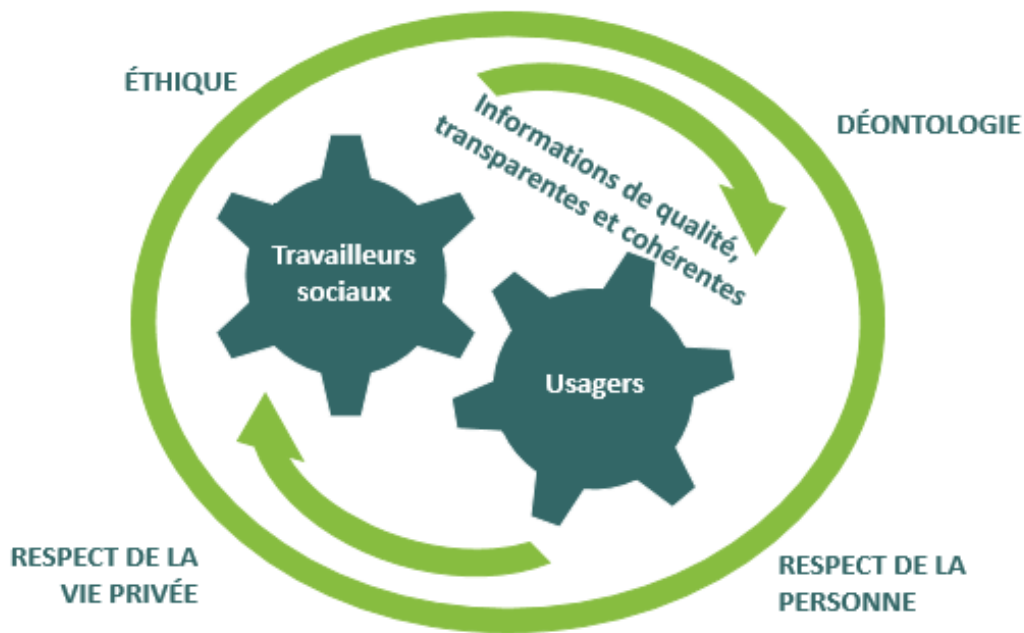 ÉTHIQUE
DÉONTOLOGIE
Informations de qualité,
transparentes et cohérentes
Travailleurs
sociaux
Usagers
RESPECT DE LA
VIE PRIVÉE
RESPECT DE LA
PERSONNE